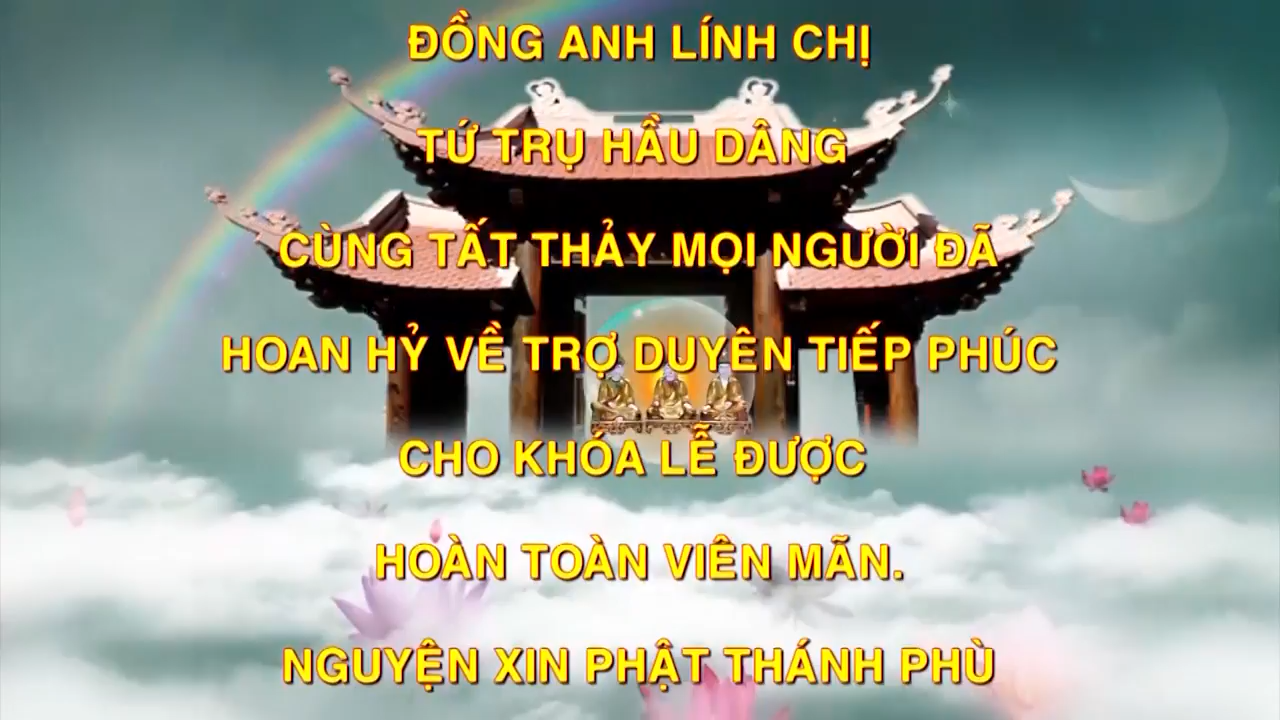 ĐỒNG ANH LÍNH CHỊ
TỨ TRỤ HẦU DÂNG
CÙNG TẤT THẢY MỌI NGƯỜI ĐÃ
HOAN HỶ VỀ TRỢ DUYÊN TIẾP PHÚC
CHO KHÓA LỄ ĐƯỢC
HOÀN TOÀN VIÊN MÃN.
NGUYỆN XIN PHẬT THÁNH PHÙ